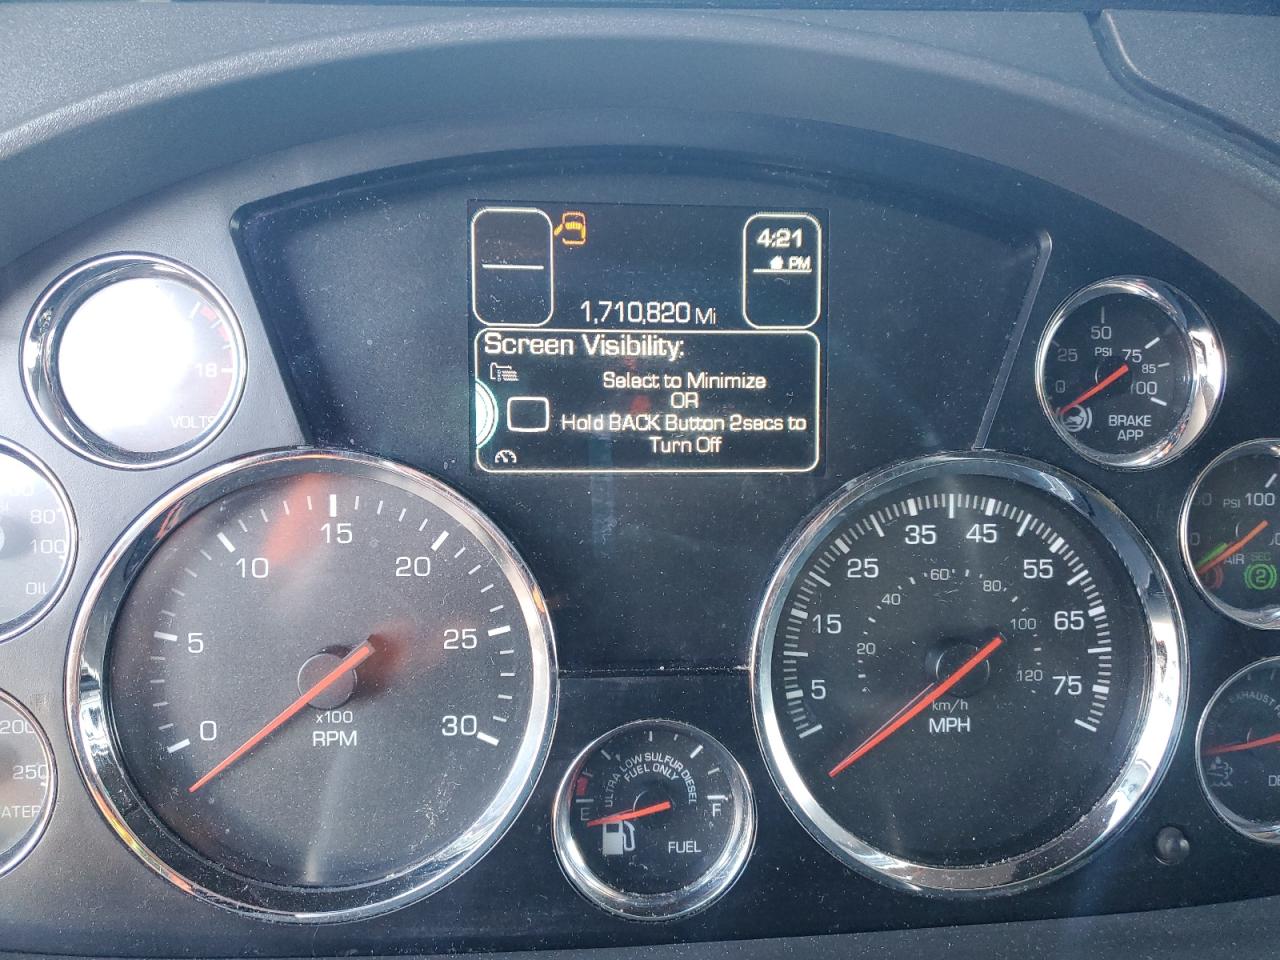 4:21
PM
1,710,820 Mi
Screen Visibility:
Select to Minimize
OR
Hold BACK Button 2secs to
Turn Off
18
VOLTS
80
100
OIL
200
250
WATER
0
5
10
15
20
25
30
x100
RPM
ULTRA LOW SULFUR DIESEL
FUEL ONLY
E
F
FUEL
5
15
25
35
45
55
65
75
20
40
60
80
100
120
km/h
MPH
0
25
50
75
85
100
PSI
BRAKE
APP
PSI
100
AIR
SEC
2
EXHAUST